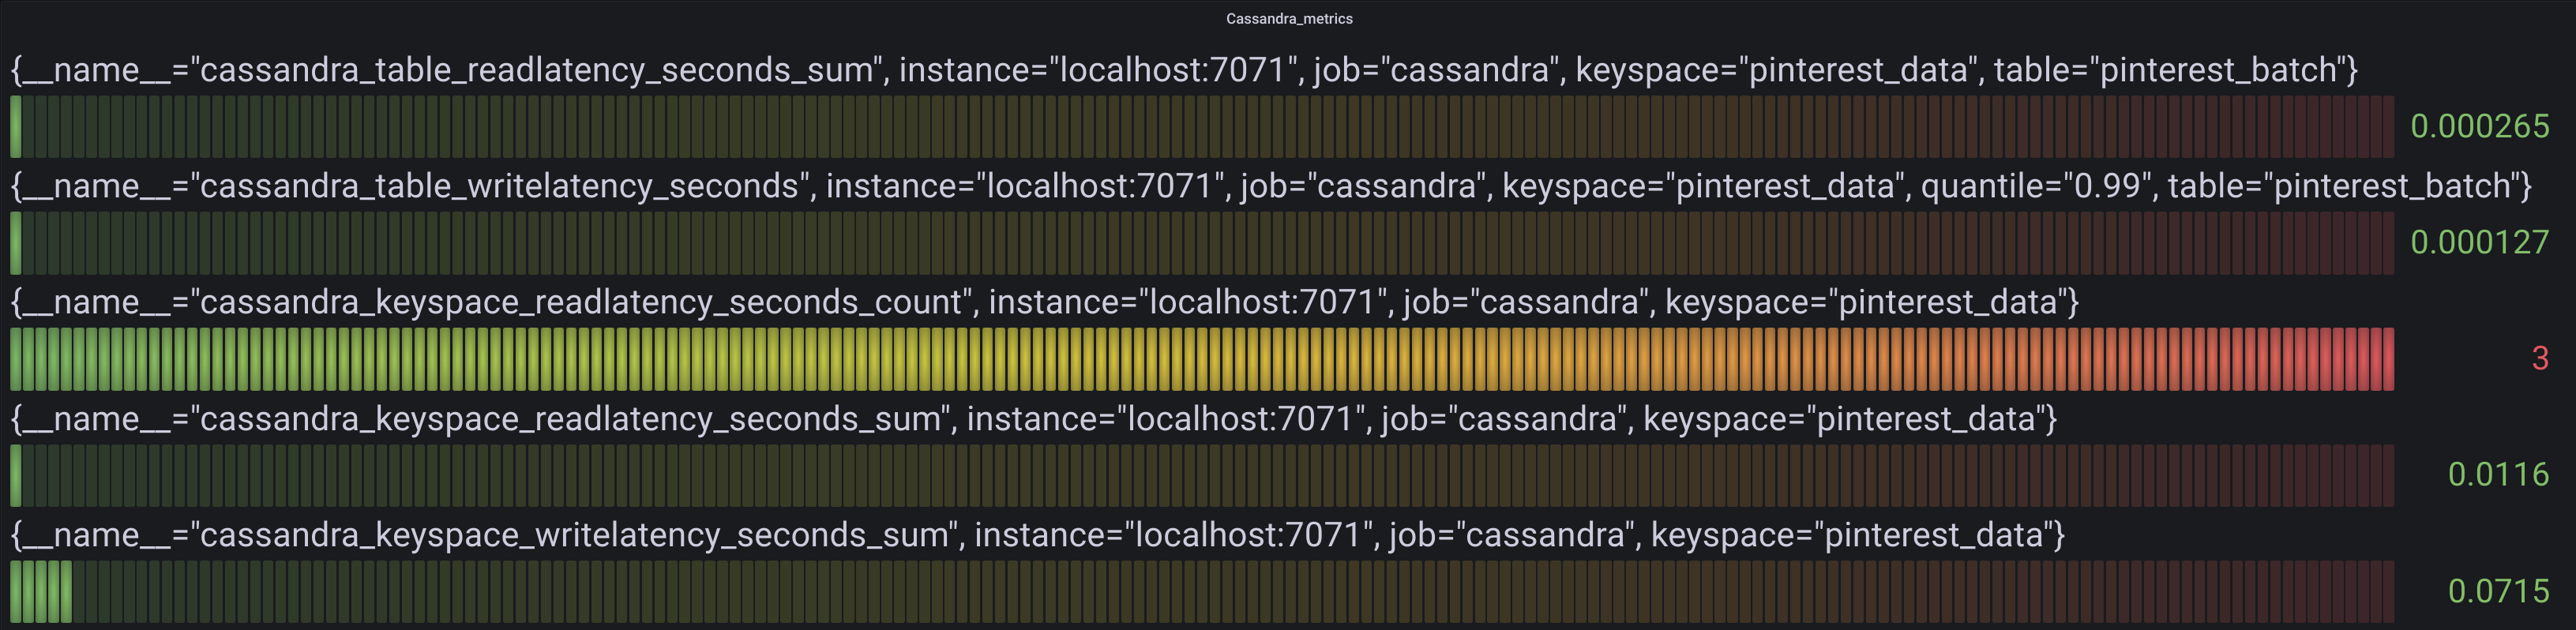 Cassandra_metrics
{__name__="cassandra_table_readlatency_seconds_sum", instance="localhost:7071", job="cassandra", keyspace="pinterest_data", table="pinterest_batch"}
0.000265
{__name__="cassandra_table_writelatency_seconds", instance="localhost:7071", job="cassandra", keyspace="pinterest_data", quantile="0.99", table="pinterest_batch"}
0.000127
{__name__="cassandra_keyspace_readlatency_seconds_count", instance="localhost:7071", job="cassandra", keyspace="pinterest_data"}
3
{__name__="cassandra_keyspace_readlatency_seconds_sum", instance="localhost:7071", job="cassandra", keyspace="pinterest_data"}
0.0116
{__name__="cassandra_keyspace_writelatency_seconds_sum", instance="localhost:7071", job="cassandra", keyspace="pinterest_data"}
0.0715